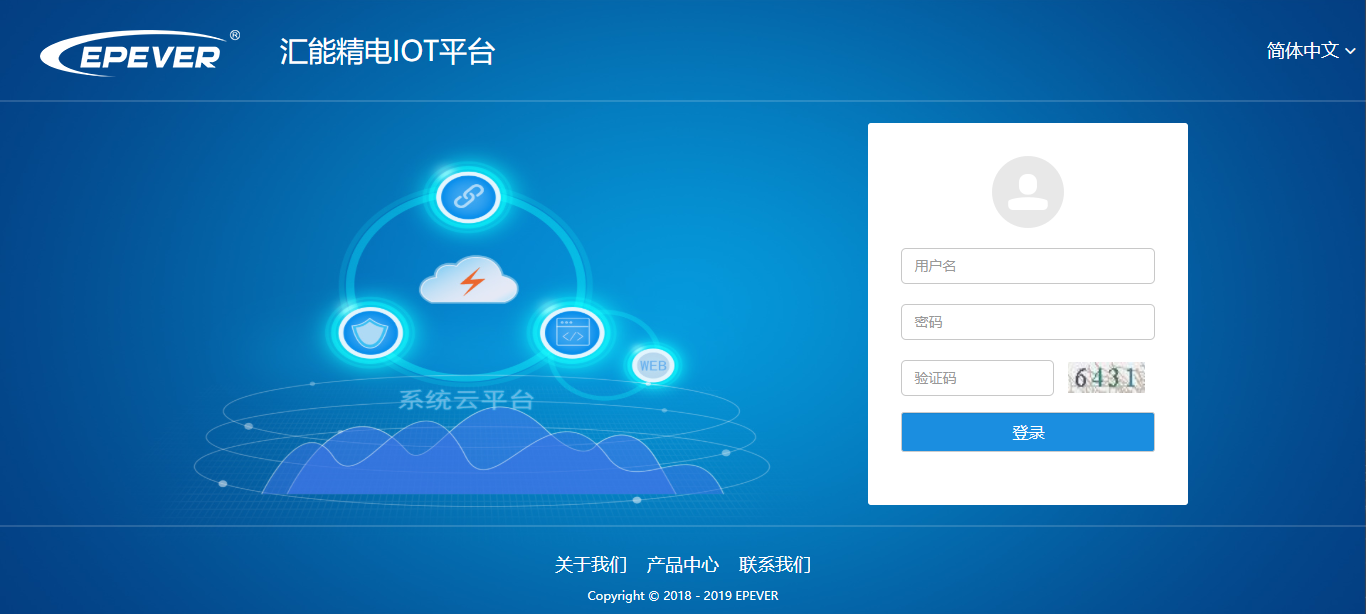 EPEVER®
汇能精电IOT平台
简体中文
用户名
密码
验证码
6431
登录
WEB
系统云平台
关于我们 产品中心 联系我们
Copyright © 2018 - 2019 EPEVER